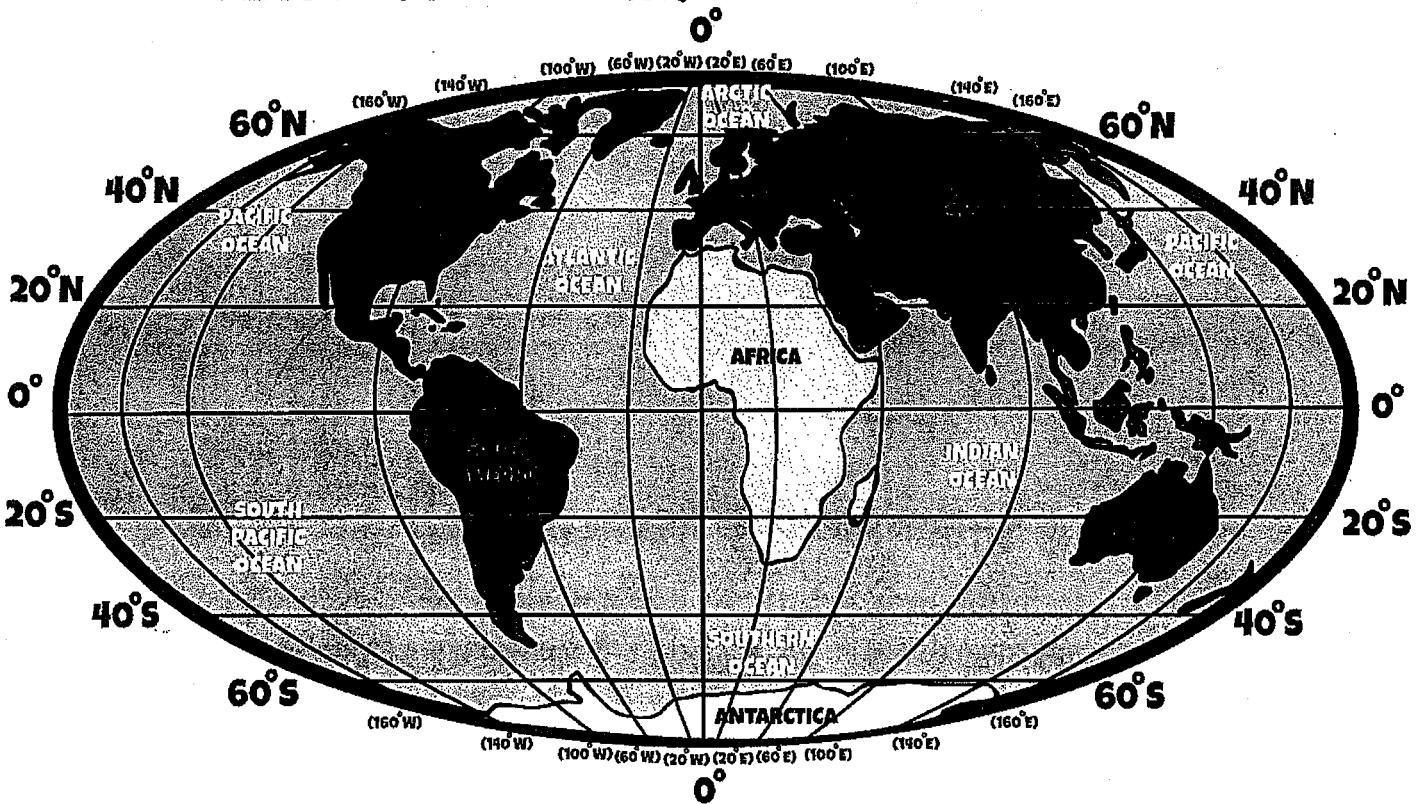 0°
(160°W) (140°W) (100°W) (60°W) (20°W) (20°E) (60°E) (100°E) (140°E) (160°E)
60°N
60°N
40°N
40°N
20°N
20°N
0°
0°
20°S
20°S
40°S
40°S
60°S
60°S
ARCTIC
OCEAN
PACIFIC
OCEAN
ATLANTIC
OCEAN
PACIFIC
OCEAN
AFRICA
INDIAN
OCEAN
SOUTH
PACIFIC
OCEAN
SOUTHERN
OCEAN
ANTARCTICA
(160°W) (140°W) (100°W) (60°W) (20°W) (20°E) (60°E) (100°E) (140°E) (160°E)
0°